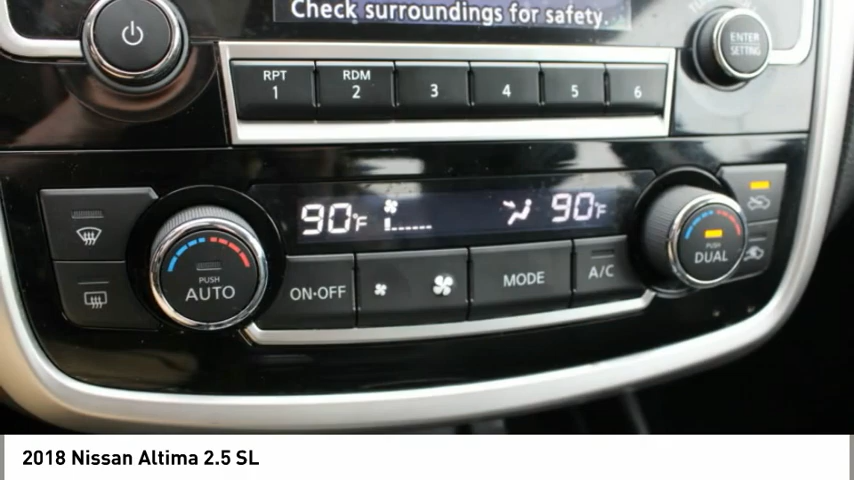 Check surroundings for safety.
ENTER
SETTING
RPT
1
RDM
2
3
4
5
6
90°F
90°F
PUSH
AUTO
ON·OFF
MODE
A/C
PUSH
DUAL
2018 Nissan Altima 2.5 SL